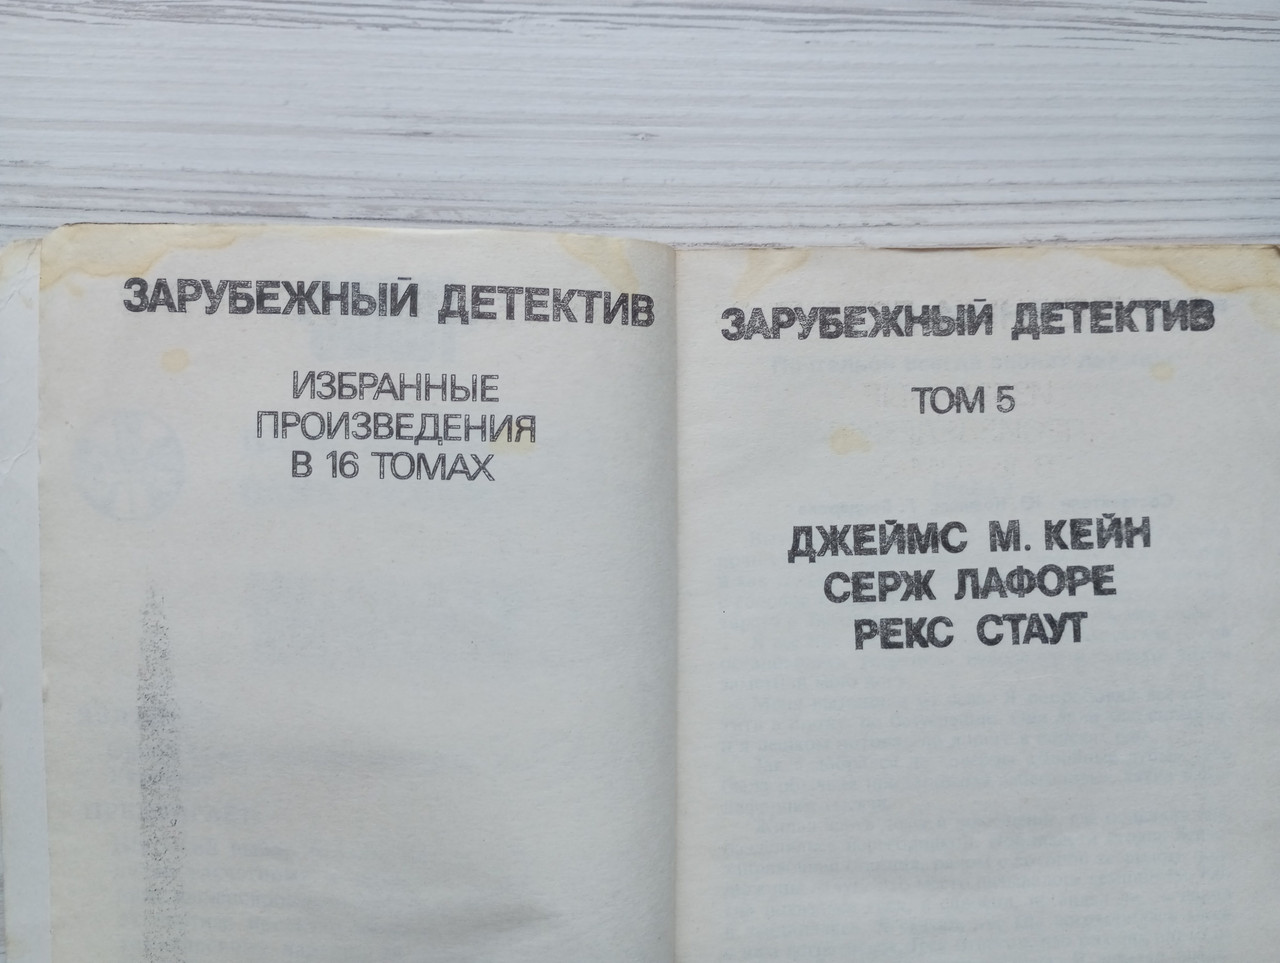 ЗАРУБЕЖНЫЙ ДЕТЕКТИВ
ИЗБРАННЫЕ
ПРОИЗВЕДЕНИЯ
В 16 ТОМАХ
ЗАРУБЕЖНЫЙ ДЕТЕКТИВ
ТОМ 5
ДЖЕЙМС М. КЕЙН
СЕРЖ ЛАФОРЕ
РЕКС СТАУТ